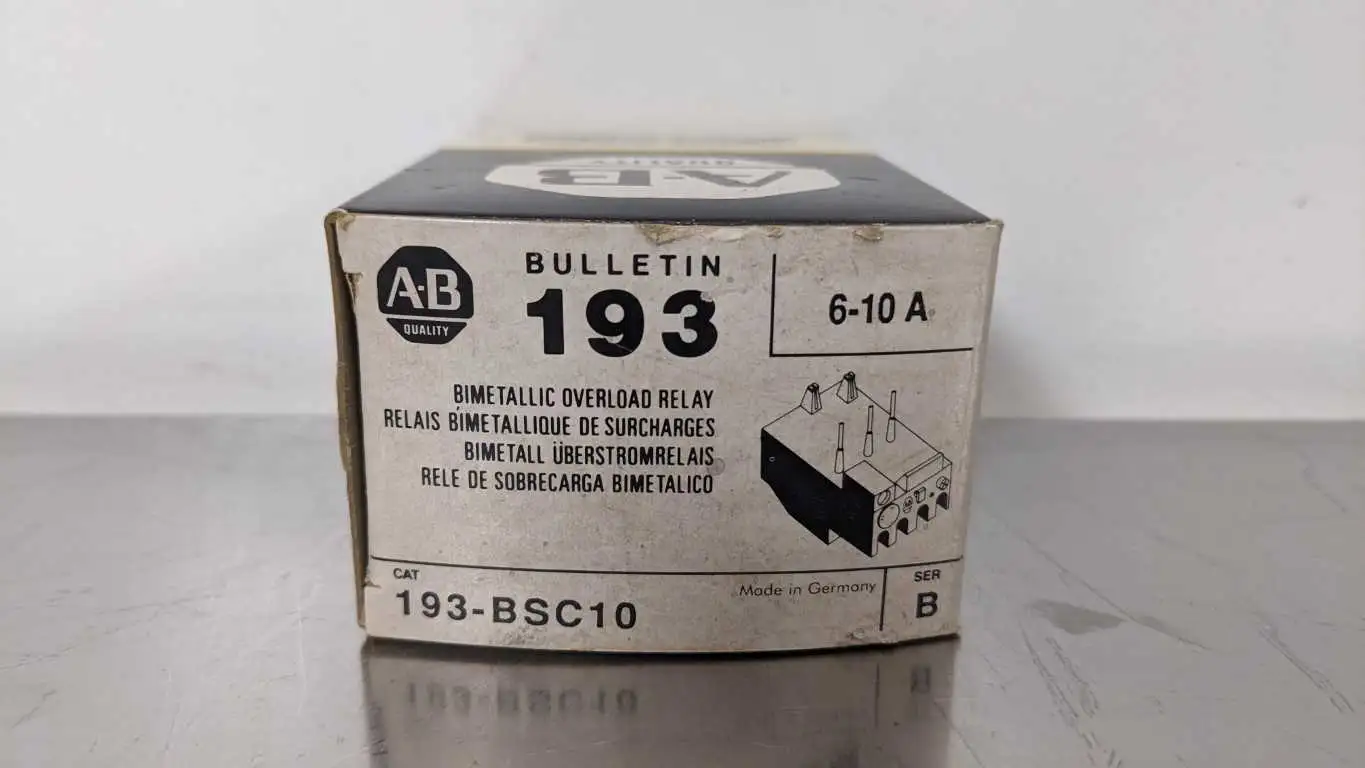 A-B
QUALITY
A·B
QUALITY
BULLETIN
193
6-10 A
BIMETALLIC OVERLOAD RELAY
RELAIS BIMETALLIQUE DE SURCHARGES
BIMETALL ÜBERSTROMRELAIS
RELE DE SOBRECARGA BIMETALICO
CAT
193-BSC10
Made in Germany
SER
B